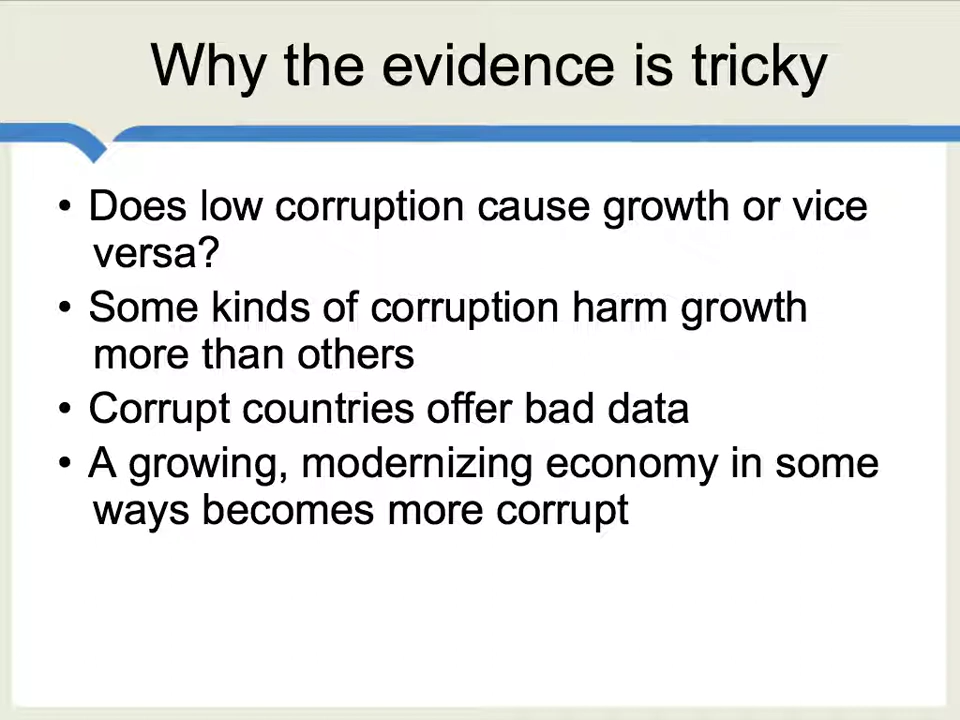 Why the evidence is tricky
• Does low corruption cause growth or vice
versa?
• Some kinds of corruption harm growth
more than others
• Corrupt countries offer bad data
• A growing, modernizing economy in some
ways becomes more corrupt